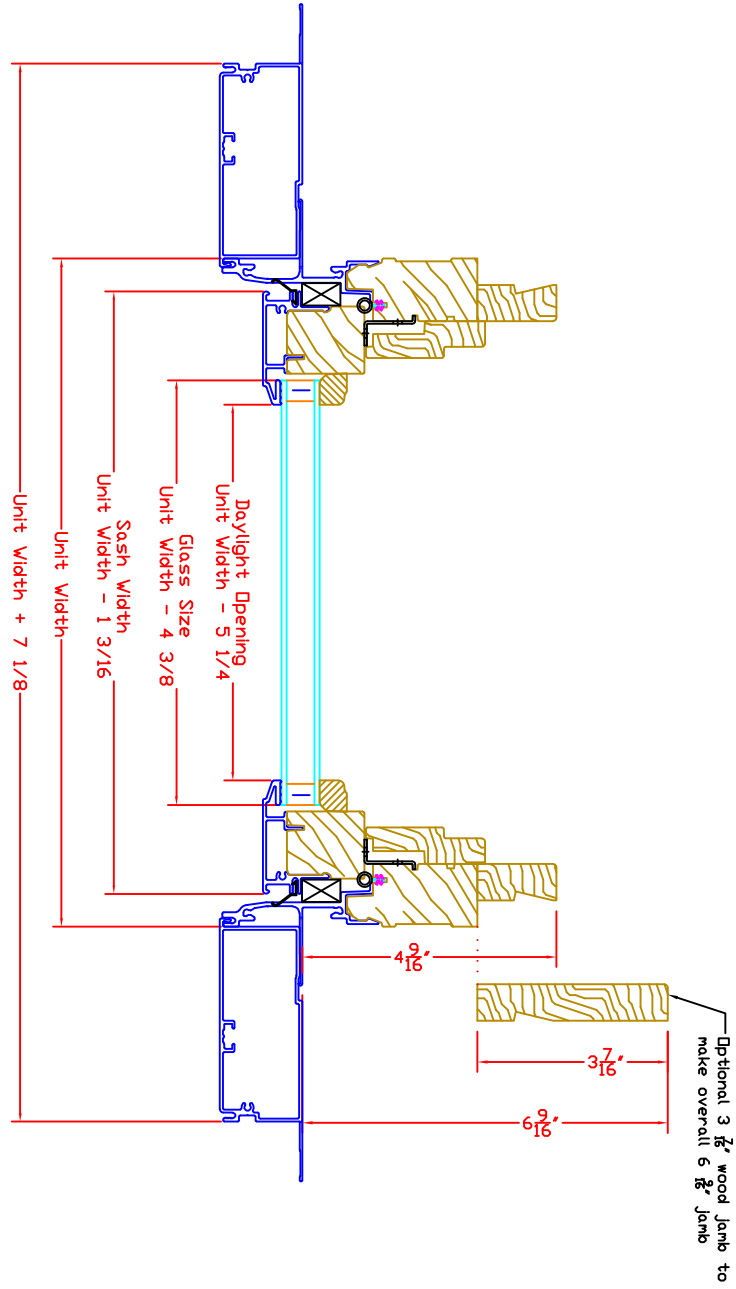 Optional 3 7/16" wood jamb to
make overall 6 9/16" jamb
4 9/16"
3 7/16"
6 9/16"
Daylight Opening
Unit Width - 5 1/4
Glass Size
Unit Width - 4 3/8
Sash Width
Unit Width - 1 3/16
Unit Width
Unit Width + 7 1/8